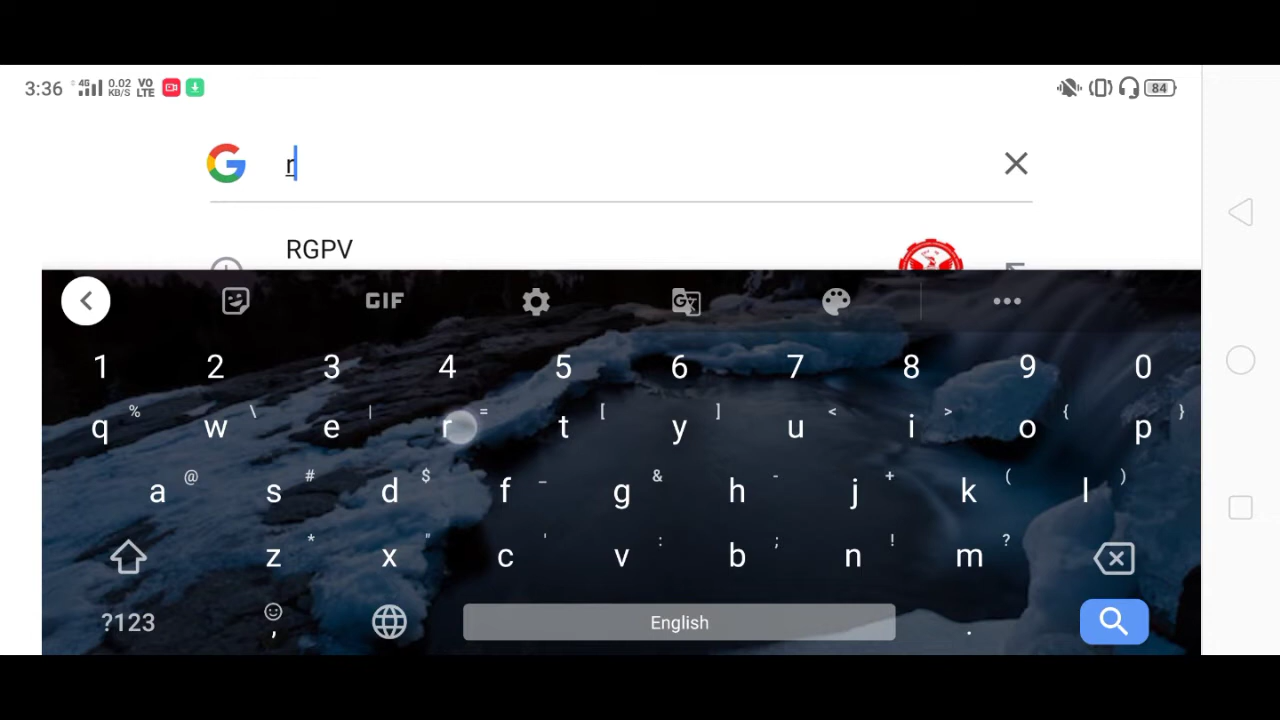 3:36 4G 0.02 KB/S VO LTE 84
r
RGPV
GIF
1 2 3 4 5 6 7 8 9 0
% \ | = [ ] < > { }
q w e r t y u i o p
@ # $ _ & - + ( )
a s d f g h j k l
* " ' : ; ! ?
z x c v b n m
?123 , English .